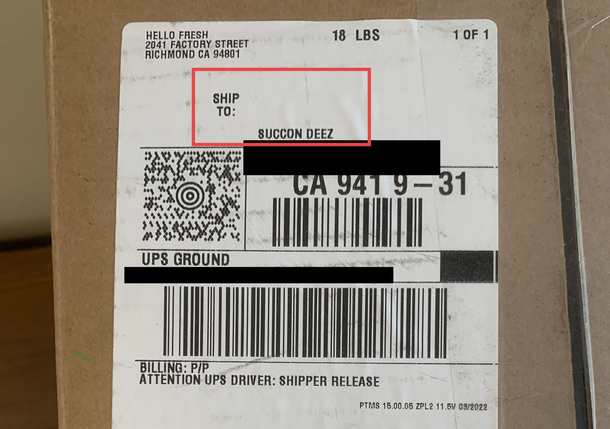 HELLO FRESH
2041 FACTORY STREET
RICHMOND CA 94801
18 LBS
1 OF 1
SHIP
TO:
SUCCON DEEZ
CA 941 9-31
UPS GROUND
BILLING: P/P
ATTENTION UPS DRIVER: SHIPPER RELEASE
PTMS 15.00.05 ZPL2 11.5V 03/2022